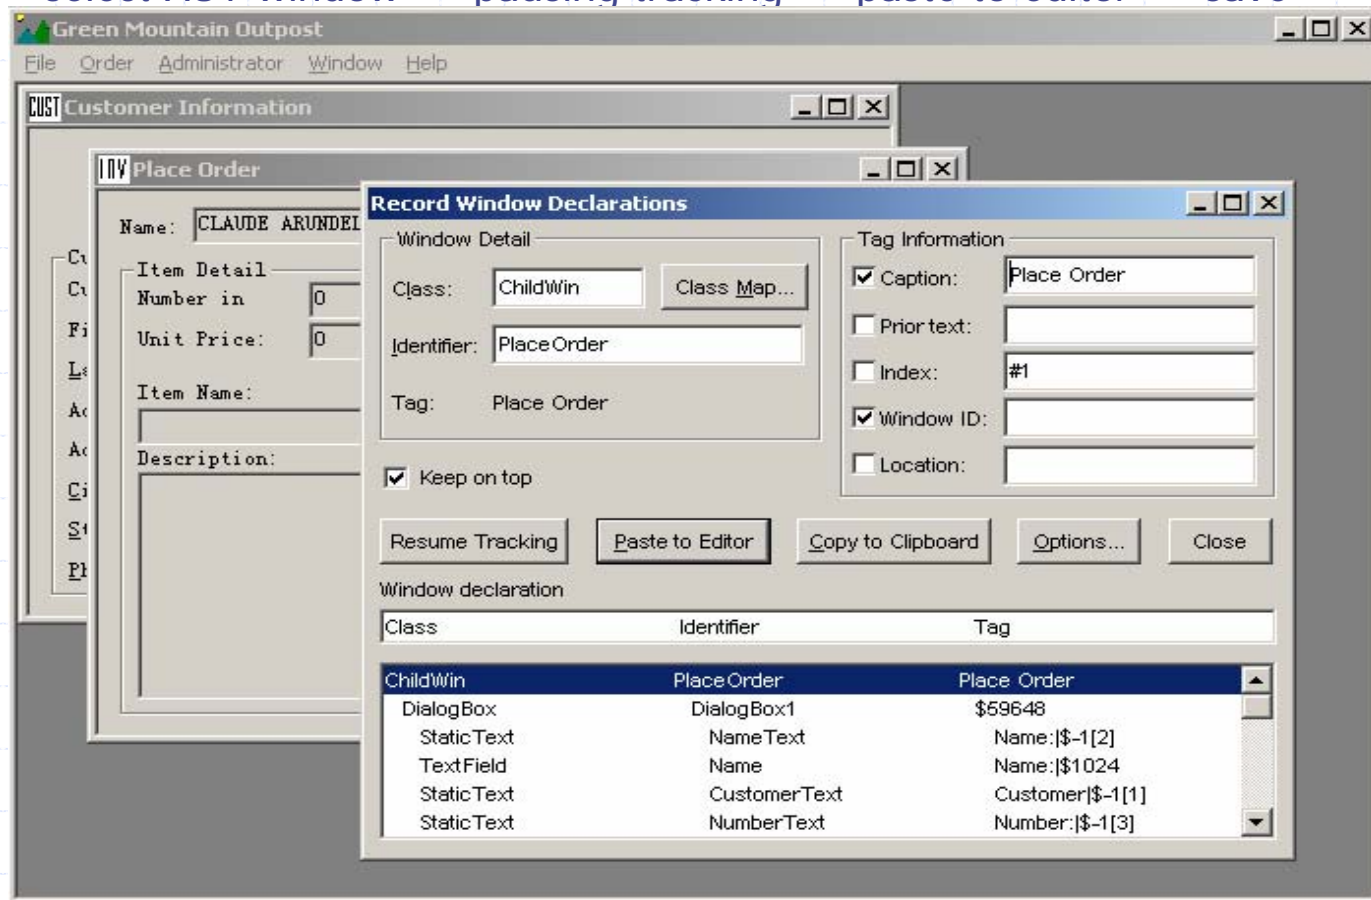 Green Mountain Outpost
File Order Administrator Window Help
CUST Customer Information
INV Place Order
Name: CLAUDE ARUNDEL
Item Detail
Number in 0
Unit Price: 0
Item Name:
Description:
Record Window Declarations
Window Detail
Class: ChildWin Class Map...
Identifier: PlaceOrder
Tag: Place Order
Keep on top
Tag Information
Caption: Place Order
Prior text:
Index: #1
Window ID:
Location:
Resume Tracking Paste to Editor Copy to Clipboard Options... Close
Window declaration
Class Identifier Tag
ChildWin PlaceOrder Place Order
DialogBox DialogBox1 $59648
StaticText NameText Name:|$-1[2]
TextField Name Name:|$1024
StaticText CustomerText Customer|$-1[1]
StaticText NumberText Number:|$-1[3]